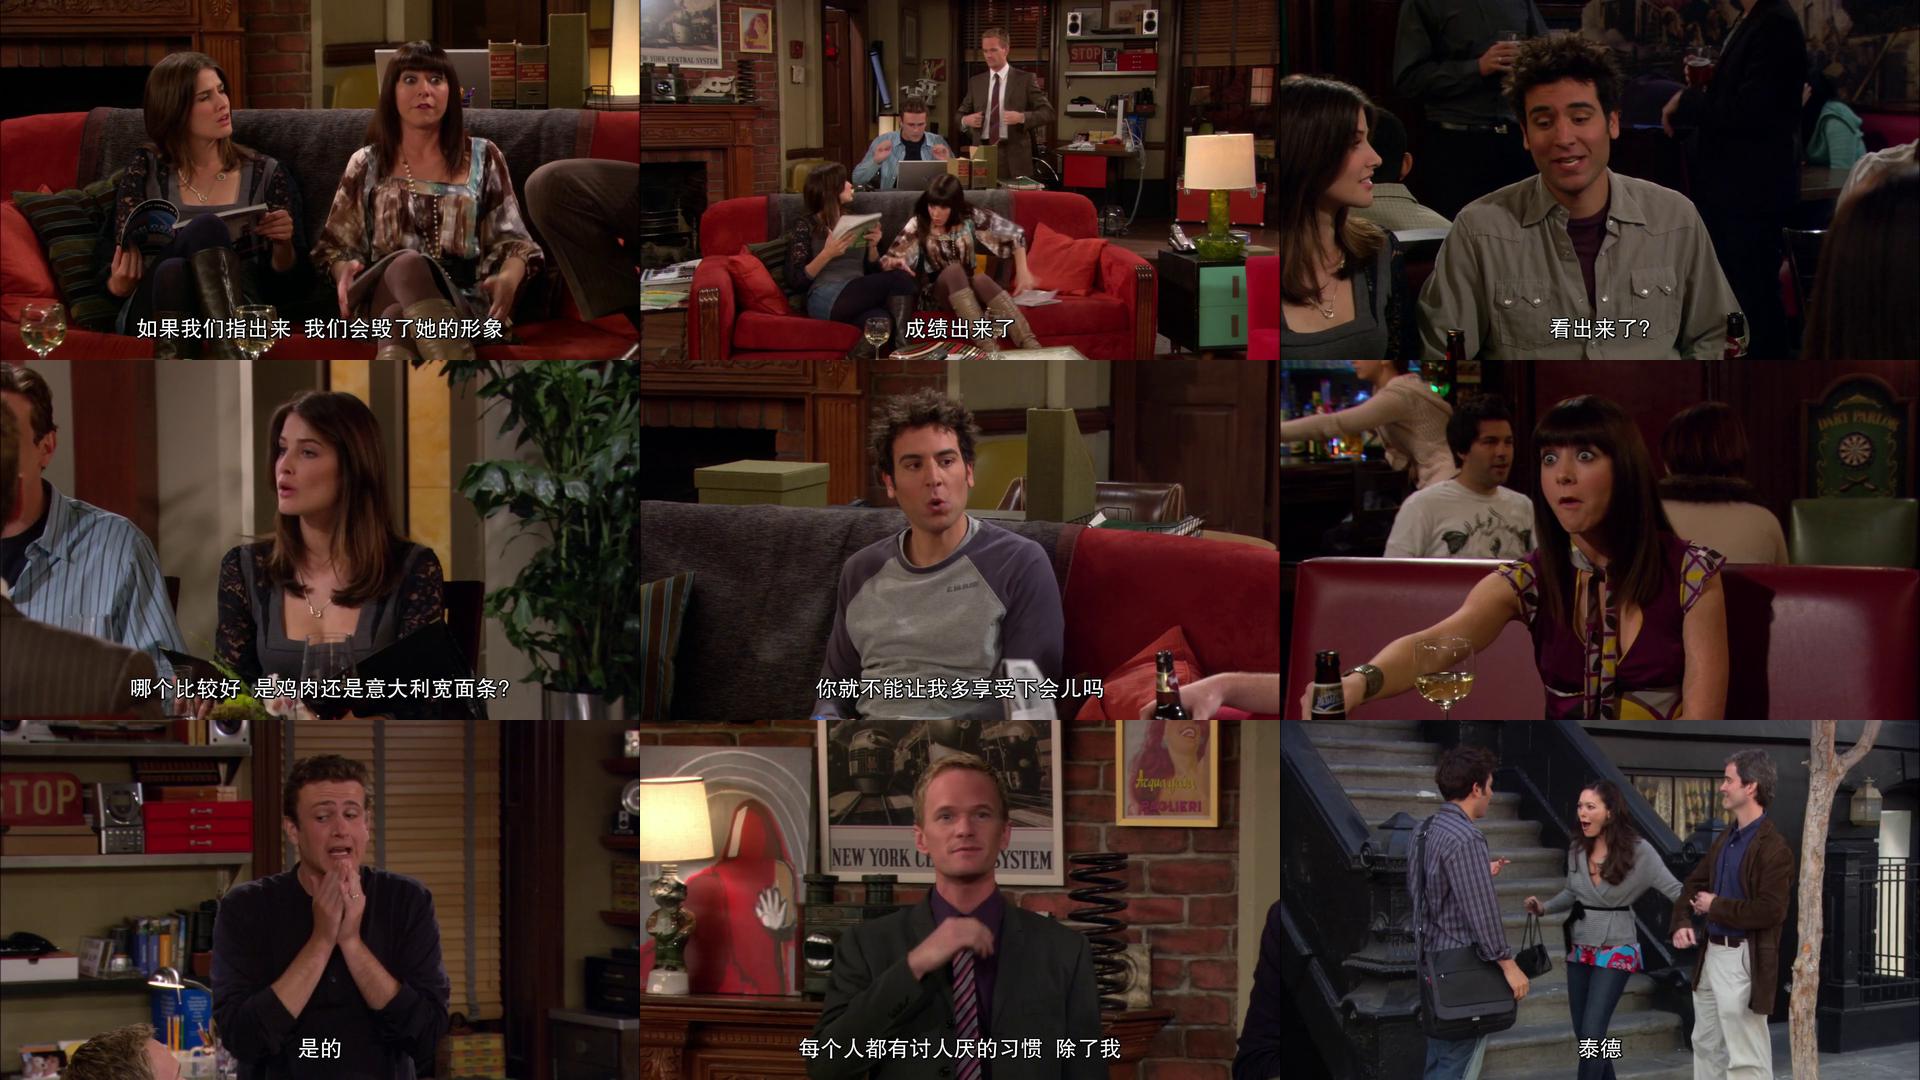 如果我们指出来 我们会毁了她的形象
NEW YORK CENTRAL SYSTEM
STOP
成绩出来了
看出来了?
哪个比较好 是鸡肉还是意大利宽面条?
你就不能让我多享受下会儿吗
DART PARLOR
STOP
是的
Acqua
PUGLIERI
NEW YORK CE SYSTEM
每个人都有讨人厌的习惯 除了我
泰德